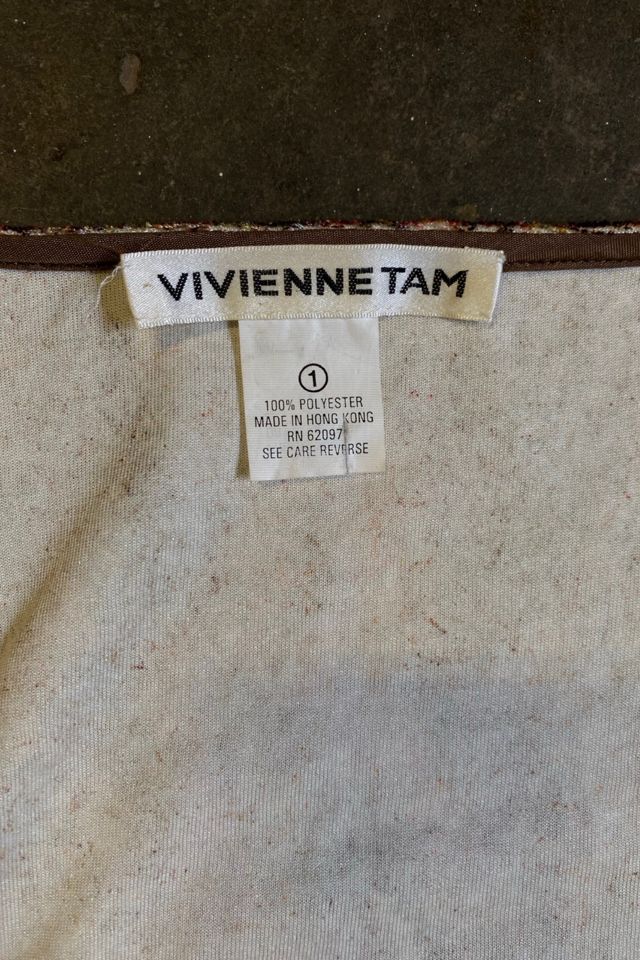 VIVIENNE TAM
1
100% POLYESTER
MADE IN HONG KONG
RN 62097
SEE CARE REVERSE